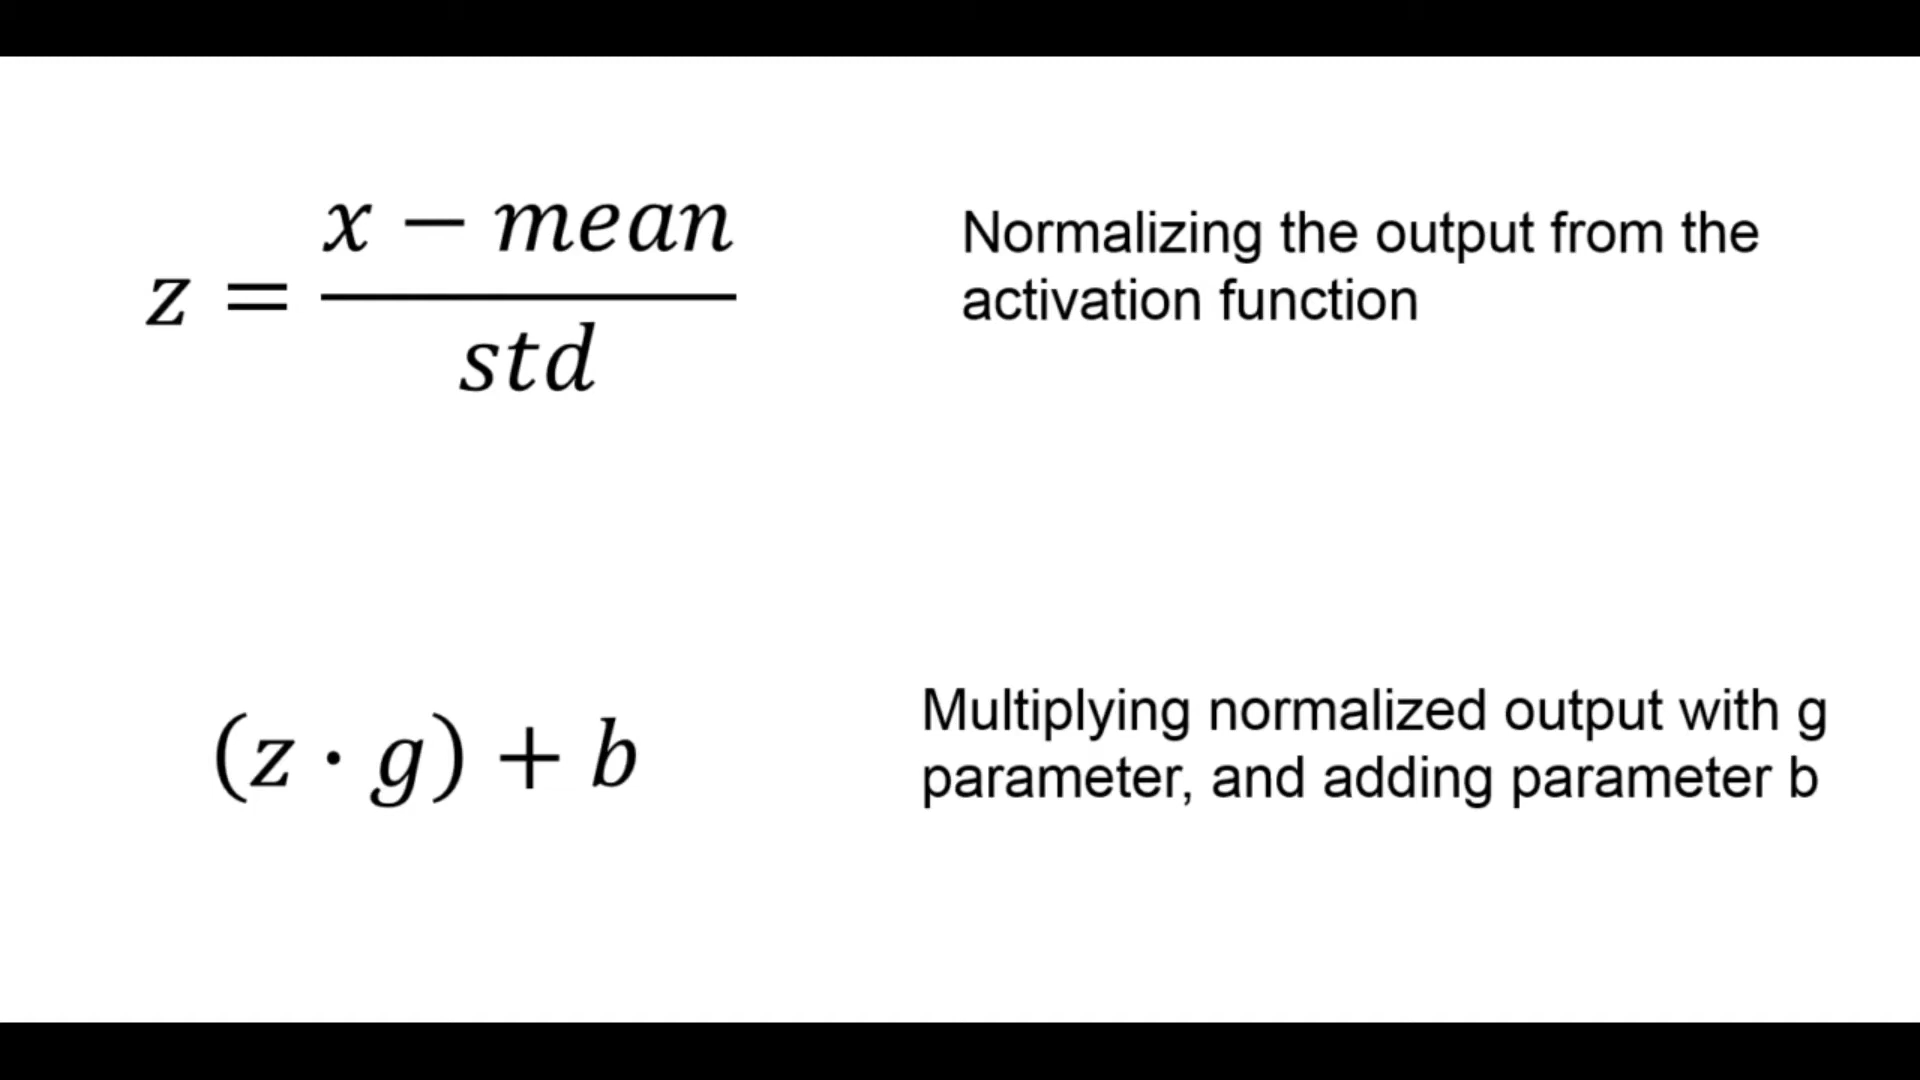 z = (x − mean) / std
Normalizing the output from the
activation function
(z · g) + b
Multiplying normalized output with g
parameter, and adding parameter b